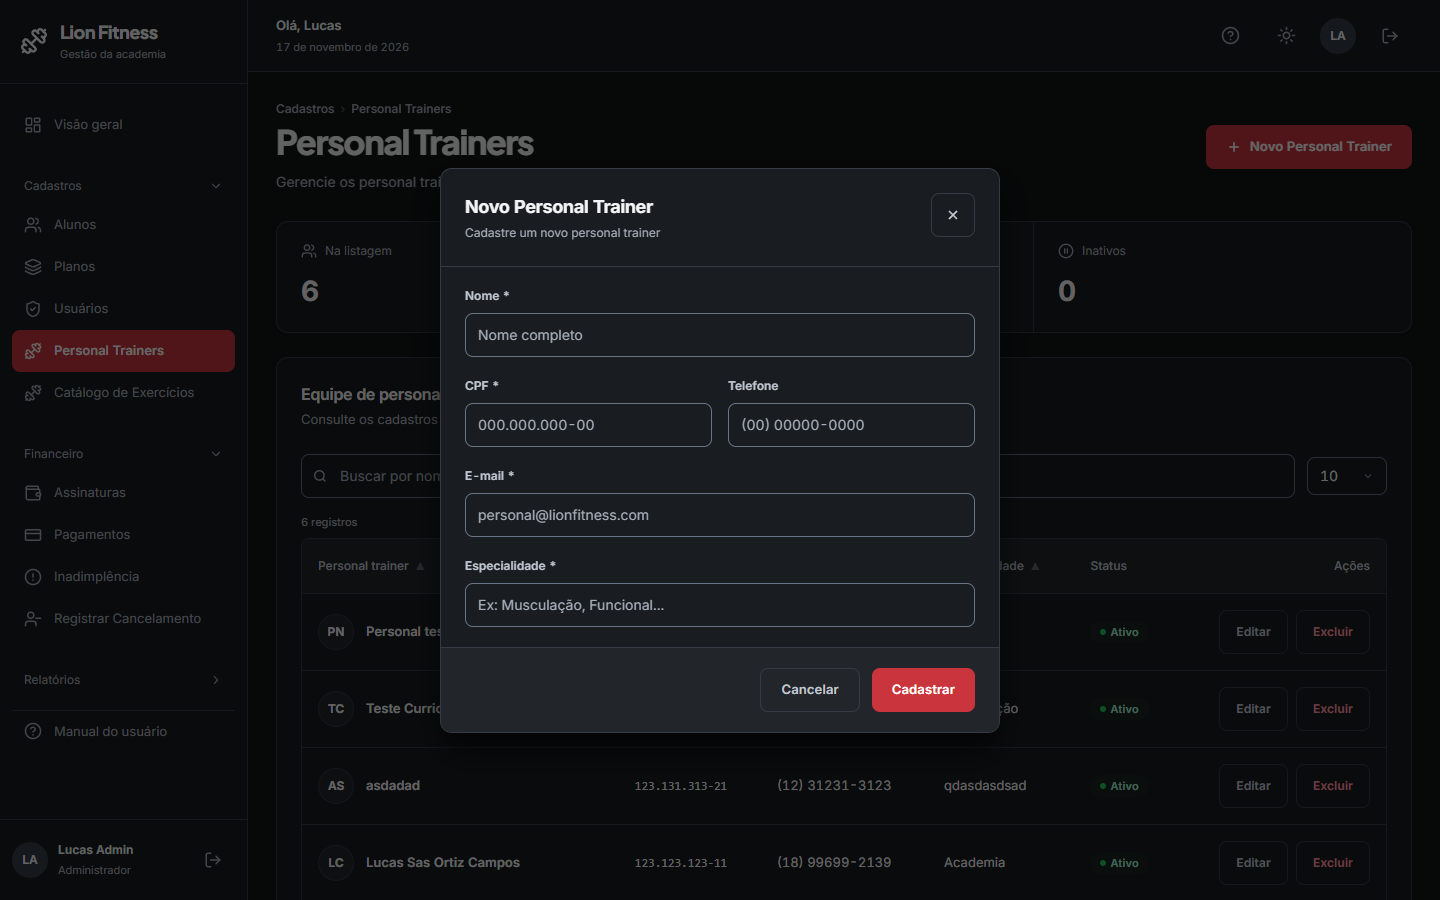 Lion Fitness
Gestão da academia
Visão geral
Cadastros
Alunos
Planos
Usuários
Personal Trainers
Catálogo de Exercícios
Financeiro
Assinaturas
Pagamentos
Inadimplência
Registrar Cancelamento
Relatórios
Manual do usuário
LA
Lucas Admin
Administrador
Olá, Lucas
17 de novembro de 2026
LA
Cadastros › Personal Trainers
Personal Trainers
+ Novo Personal Trainer
Gerencie os personal
Na listagem
6
Inativos
0
Equipe de
Consulte os cadastros
Buscar por
10
6 registros
Personal trainer ▲
▲
Status
Ações
PN
Personal
Ativo
Editar
Excluir
TC
Teste
Ativo
Editar
Excluir
AS
asdadad
123.131.313-21
(12) 31231-3123
qdasdasdsad
Ativo
Editar
Excluir
LC
Lucas Sas Ortiz Campos
123.123.123-11
(18) 99699-2139
Academia
Ativo
Editar
Excluir
Novo Personal Trainer
Cadastre um novo personal trainer
Nome *
Nome completo
CPF *
Telefone
000.000.000-00
(00) 00000-0000
E-mail *
personal@lionfitness.com
Especialidade *
Ex: Musculação, Funcional...
Cancelar
Cadastrar